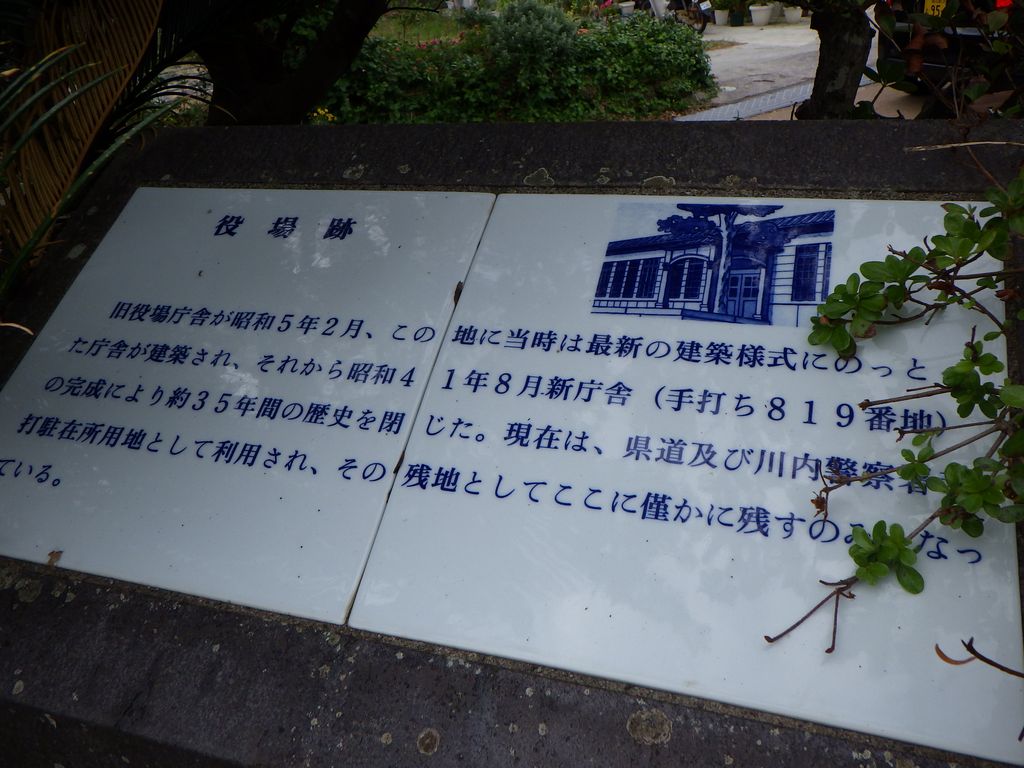 役場跡
旧役場庁舎が昭和5年2月、この地に当時は最新の建築様式にのっと
た庁舎が建築され、それから昭和41年8月新庁舎(手打ち819番地)
の完成により約35年間の歴史を閉じた。現在は、県道及び川内警察署
打駐在所用地として利用され、その残地としてここに僅かに残すのみ なっ
ている。
95